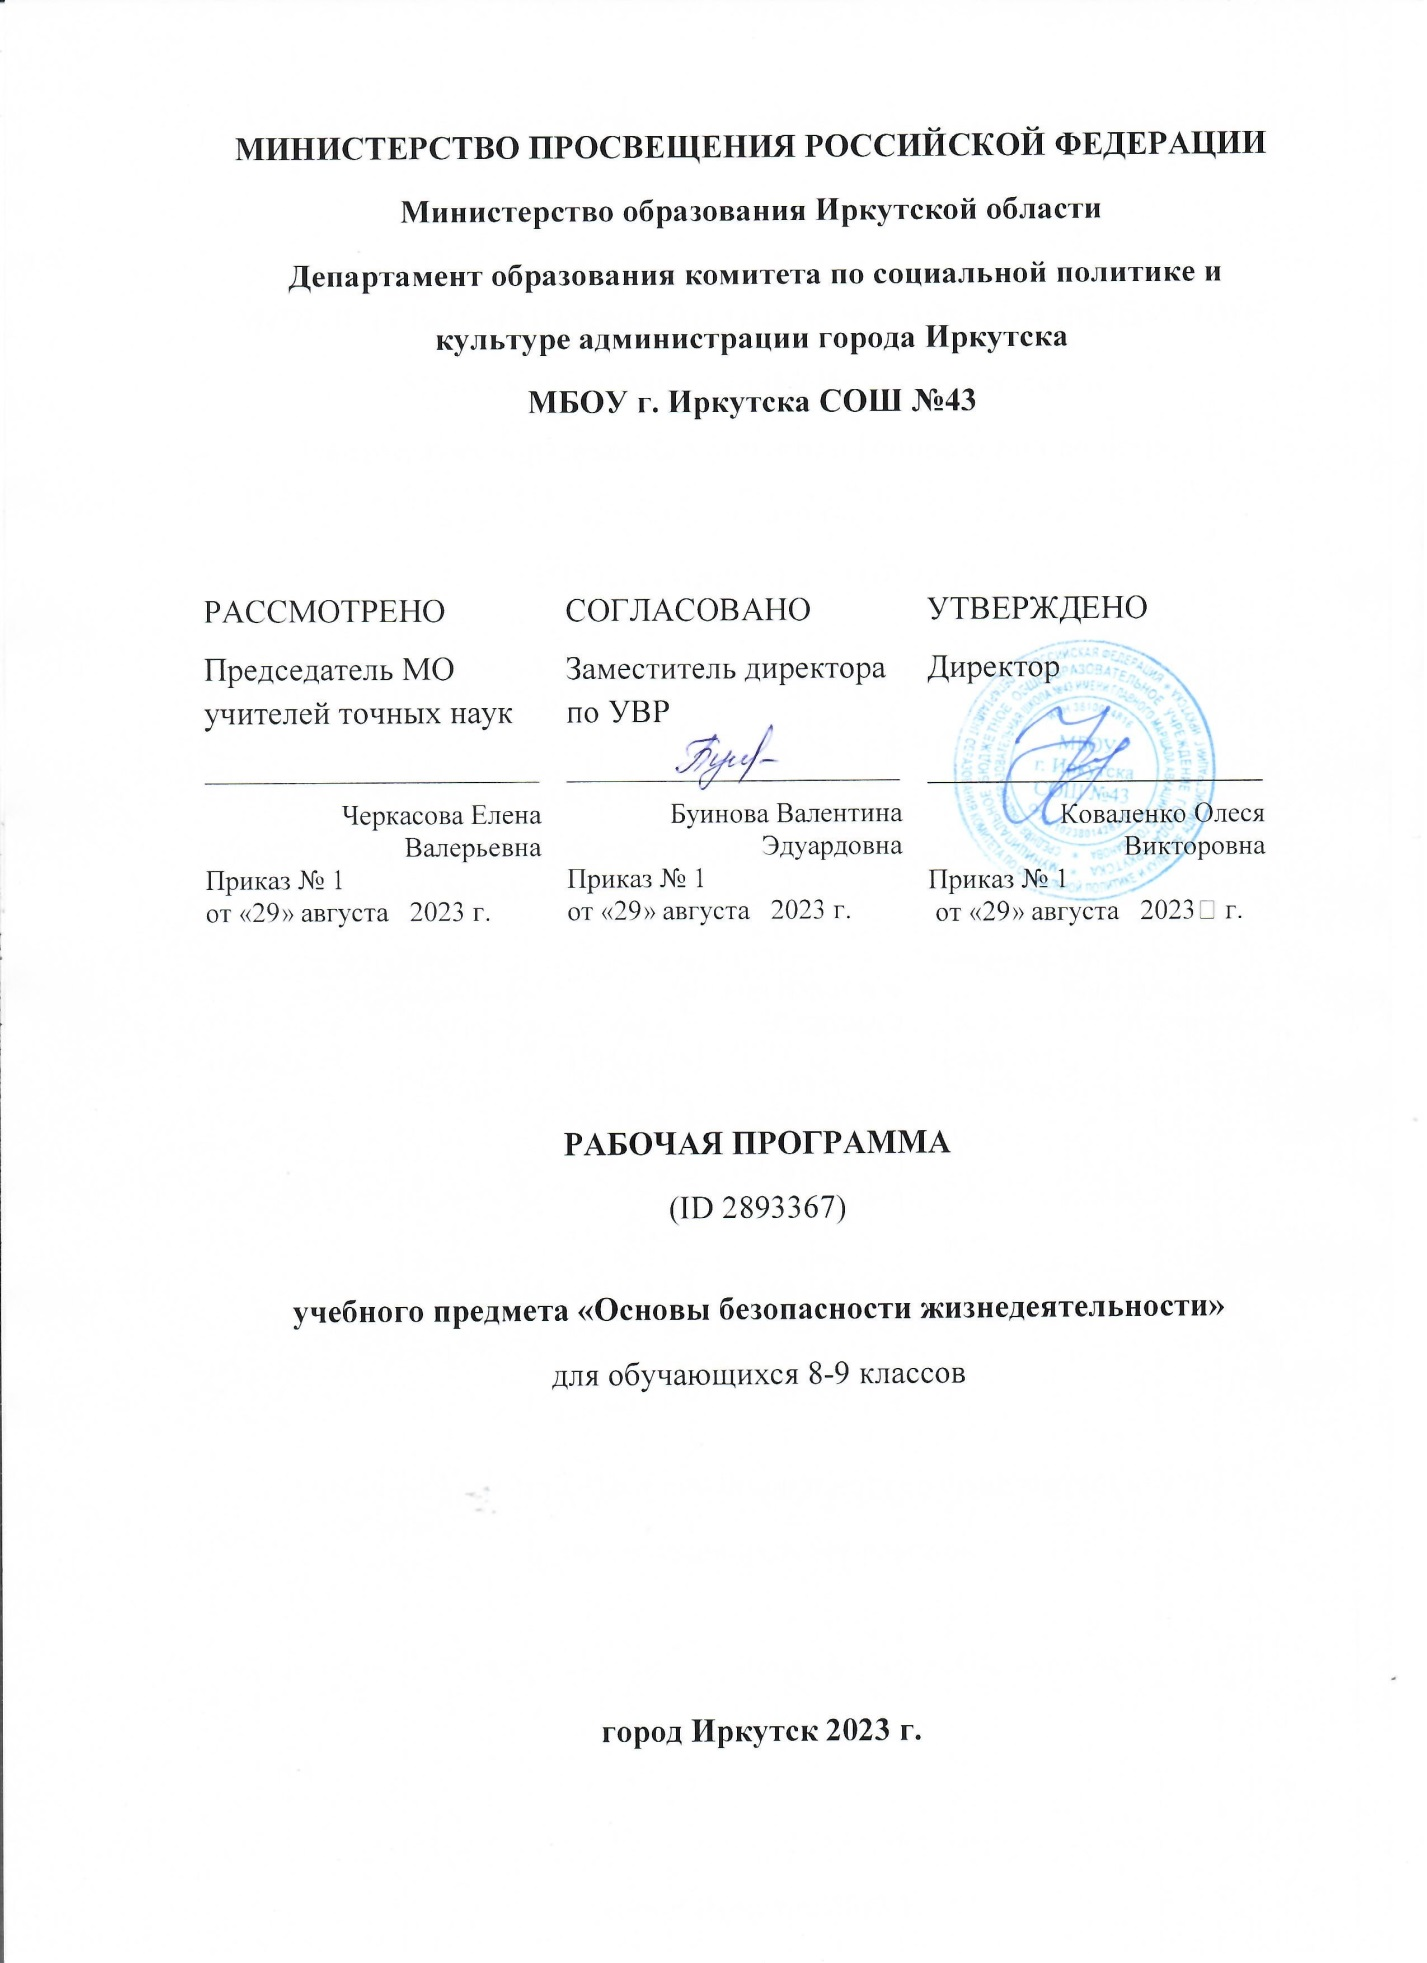 МИНИСТЕРСТВО ПРОСВЕЩЕНИЯ РОССИЙСКОЙ ФЕДЕРАЦИИ
Министерство образования Иркутской области
Департамент образования комитета по социальной политике и
культуре администрации города Иркутска
МБОУ г. Иркутска СОШ №43
РАССМОТРЕНО
Председатель МО
учителей точных наук
Черкасова Елена
Валерьевна
Приказ № 1
от «29» августа 2023 г.
СОГЛАСОВАНО
Заместитель директора
по УВР
Буинова Валентина
Эдуардовна
Приказ № 1
от «29» августа 2023 г.
УТВЕРЖДЕНО
Директор
МБОУ
г. Иркутска
СОШ №43
Коваленко Олеся
Викторовна
Приказ № 1
от «29» августа 2023 г.
РАБОЧАЯ ПРОГРАММА
(ID 2893367)
учебного предмета «Основы безопасности жизнедеятельности»
для обучающихся 8-9 классов
город Иркутск 2023 г.